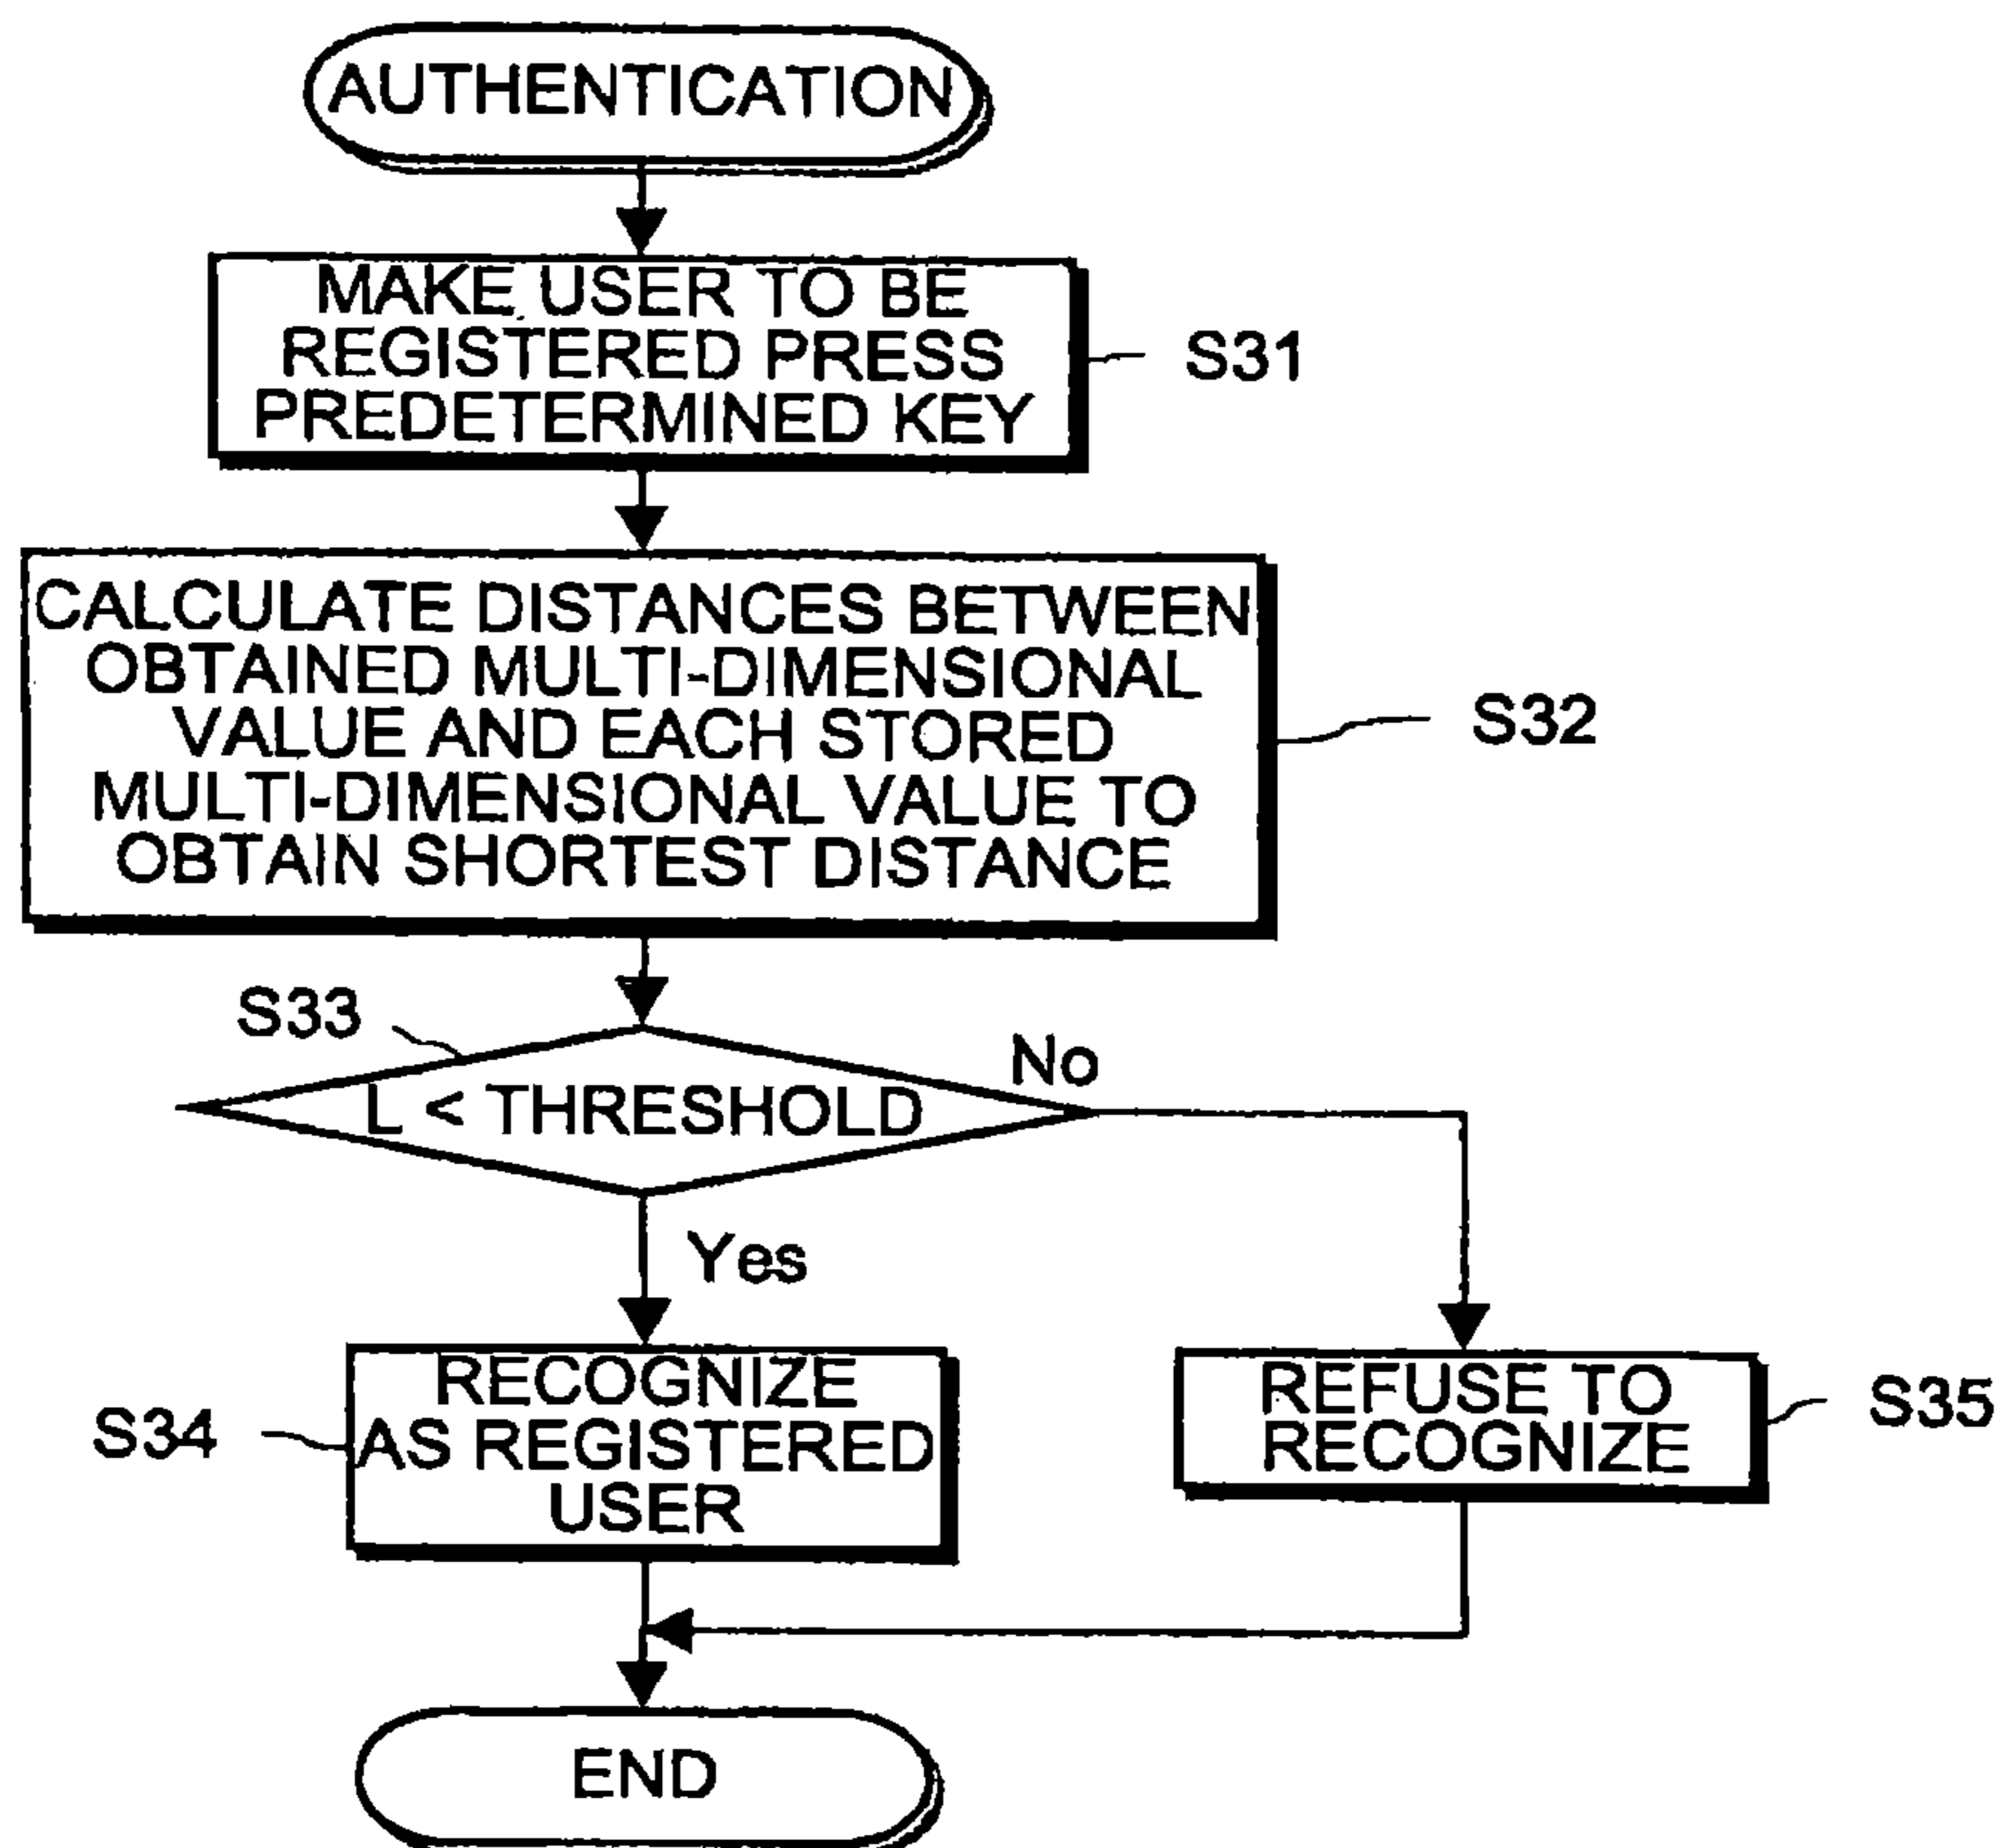 AUTHENTICATION
MAKE USER TO BE
REGISTERED PRESS
PREDETERMINED KEY
S31
CALCULATE DISTANCES BETWEEN
OBTAINED MULTI-DIMENSIONAL
VALUE AND EACH STORED
MULTI-DIMENSIONAL VALUE TO
OBTAIN SHORTEST DISTANCE
S32
S33
L < THRESHOLD
No
Yes
RECOGNIZE
AS REGISTERED
USER
S34
REFUSE TO
RECOGNIZE
S35
END